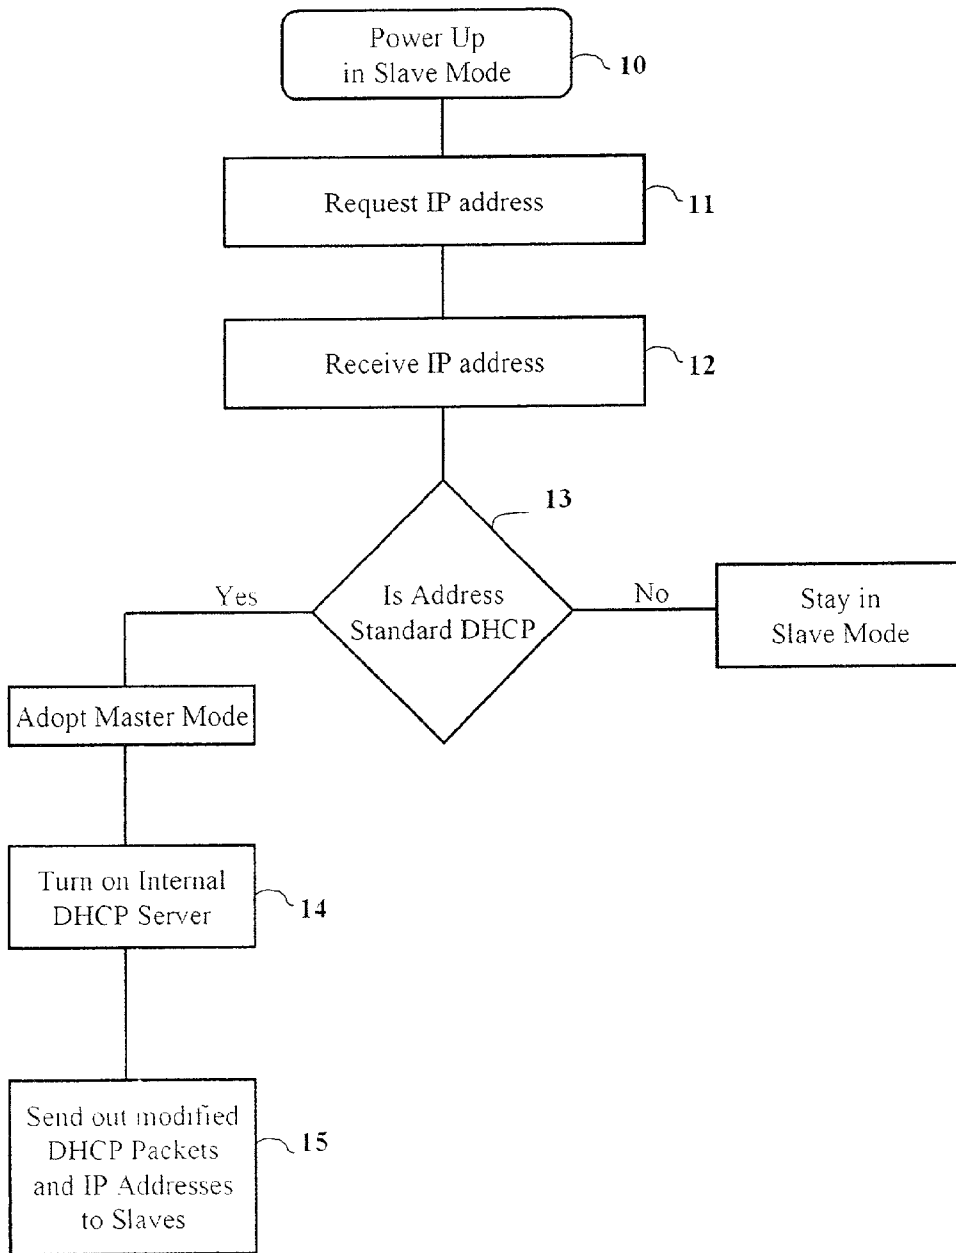 Power Up
in Slave Mode
10
Request IP address
11
Receive IP address
12
13
Is Address
Standard DHCP
Yes
No
Stay in
Slave Mode
Adopt Master Mode
Turn on Internal
DHCP Server
14
Send out modified
DHCP Packets
and IP Addresses
to Slaves
15